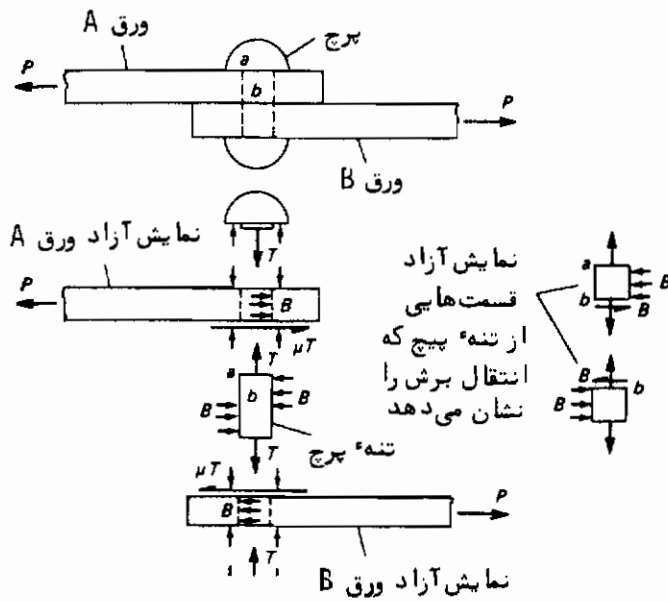 ورق A
پرچ
a
P
b
P
ورق B
نمایش آزاد ورق A
T
P
B
μT
T
a
b
B
B
T
تنهٔ پرچ
نمایش آزاد
قسمت‌هایی
از تنهٔ پیچ که
انتقال برش را
نشان می‌دهد
a
B
b
B
B
b
μT
B
P
T
نمایش آزاد ورق B